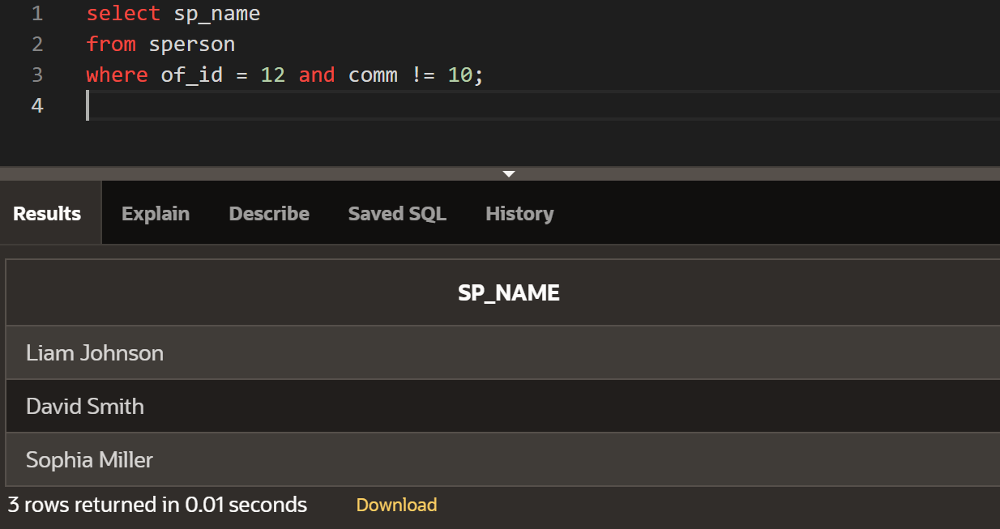 1 select sp_name
2 from sperson
3 where of_id = 12 and comm != 10;
4
Results Explain Describe Saved SQL History
SP_NAME
Liam Johnson
David Smith
Sophia Miller
3 rows returned in 0.01 seconds Download